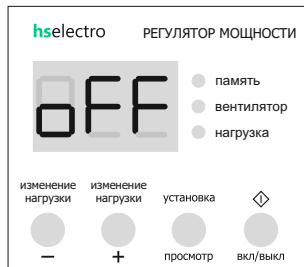 hselectro РЕГУЛЯТОР МОЩНОСТИ
oFF
память
вентилятор
нагрузка
изменение нагрузки
изменение нагрузки
установка
− + просмотр вкл/выкл